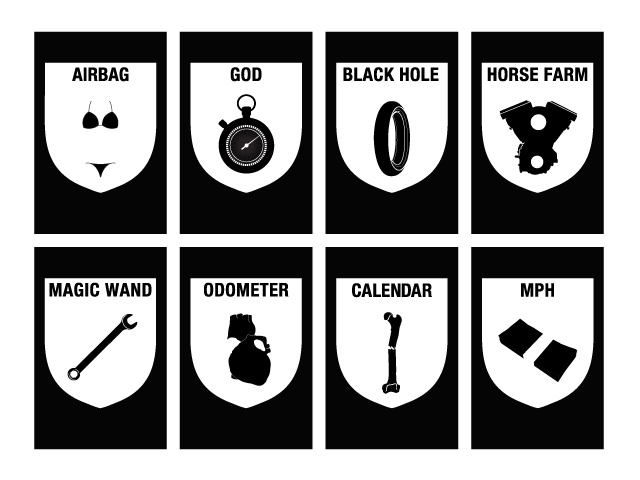 AIRBAG
GOD
BLACK HOLE
HORSE FARM
MAGIC WAND
ODOMETER
CALENDAR
MPH